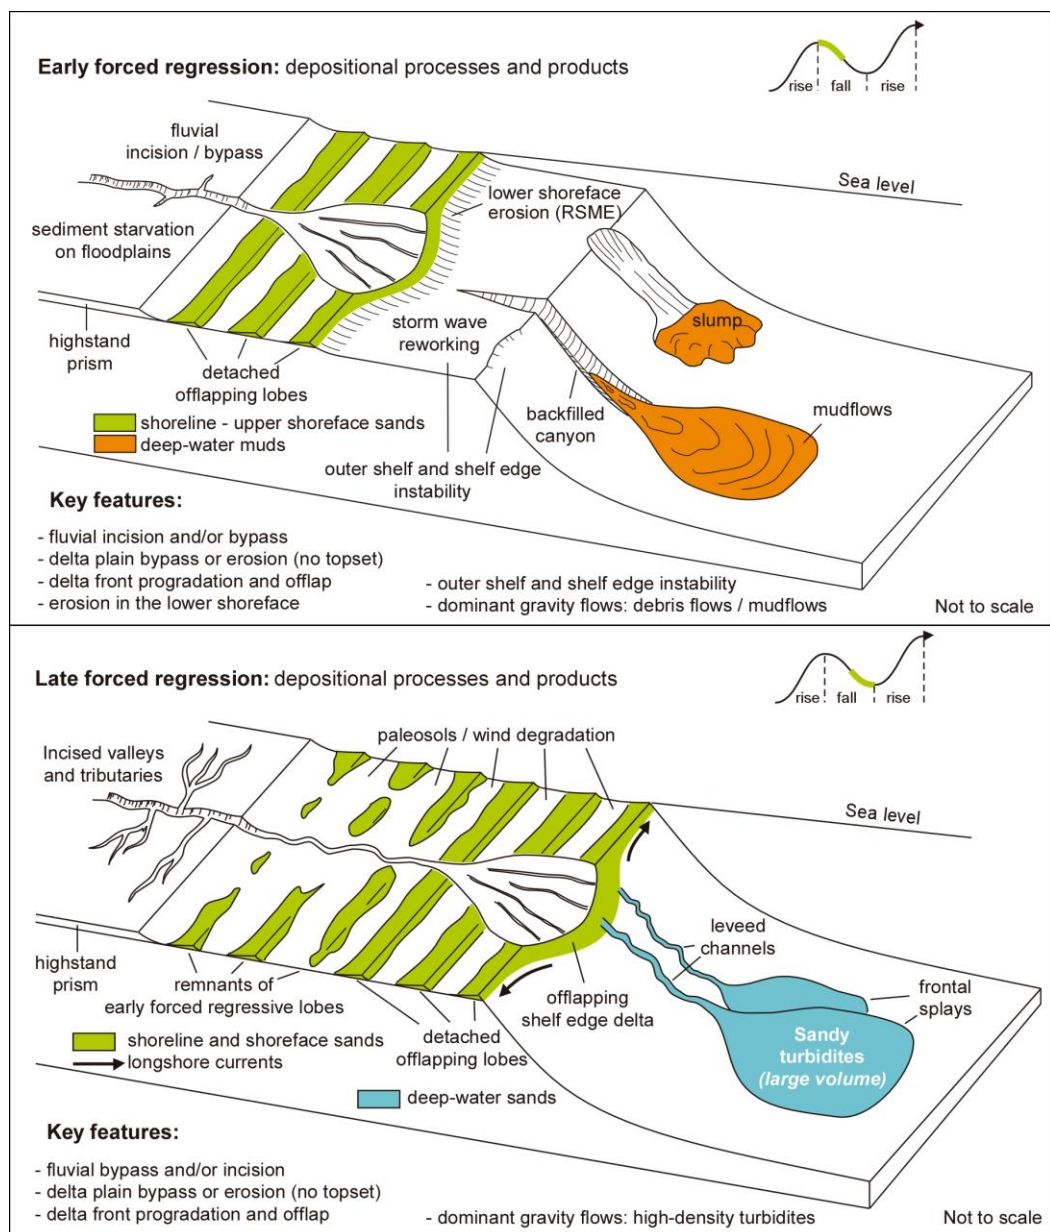 Early forced regression: depositional processes and products
rise fall rise
fluvial
incision / bypass
Sea level
lower shoreface
erosion (RSME)
sediment starvation
on floodplains
slump
storm wave
reworking
highstand
prism
detached
offlapping lobes
backfilled
canyon
mudflows
shoreline - upper shoreface sands
deep-water muds
outer shelf and shelf edge
instability
Key features:
- fluvial incision and/or bypass
- delta plain bypass or erosion (no topset)
- delta front progradation and offlap
- erosion in the lower shoreface
- outer shelf and shelf edge instability
- dominant gravity flows: debris flows / mudflows
Not to scale
Late forced regression: depositional processes and products
rise fall rise
paleosols / wind degradation
Incised valleys
and tributaries
Sea level
leveed
channels
highstand
prism
remnants of
early forced regressive lobes
offlapping
shelf edge delta
frontal
splays
detached
offlapping lobes
Sandy
turbidites
(large volume)
shoreline and shoreface sands
longshore currents
deep-water sands
Key features:
- fluvial bypass and/or incision
- delta plain bypass or erosion (no topset)
- delta front progradation and offlap
- dominant gravity flows: high-density turbidites
Not to scale